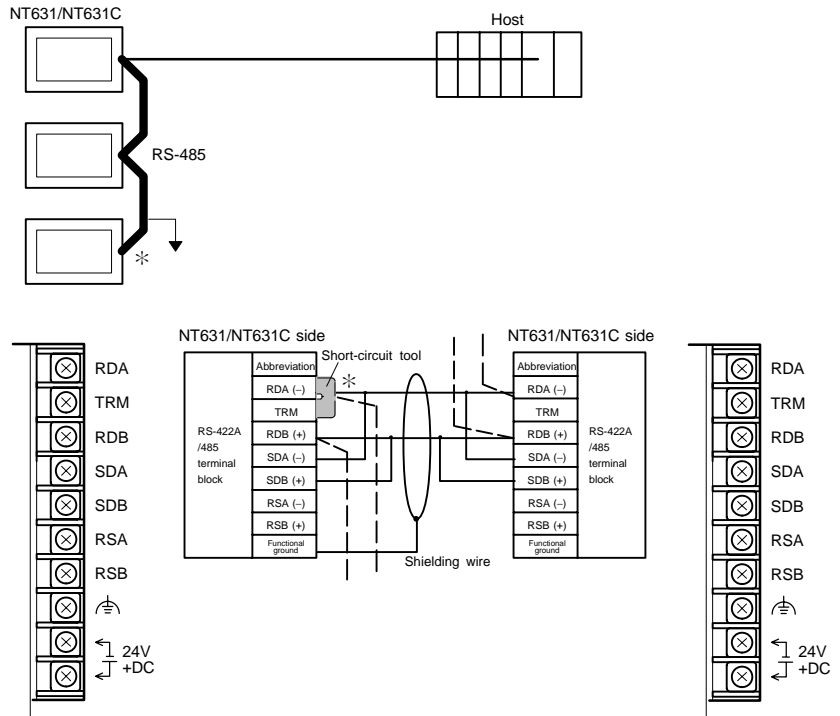 NT631/NT631C
Host
RS-485
*
NT631/NT631C side
Short-circuit tool
*
Abbreviation
RDA (–)
TRM
RDB (+)
SDA (–)
SDB (+)
RSA (–)
RSB (+)
Functional ground
RS-422A
/485
terminal
block
Shielding wire
NT631/NT631C side
Abbreviation
RDA (–)
TRM
RDB (+)
SDA (–)
SDB (+)
RSA (–)
RSB (+)
Functional ground
RS-422A
/485
terminal
block
RDA
TRM
RDB
SDA
SDB
RSA
RSB
24V
+DC
RDA
TRM
RDB
SDA
SDB
RSA
RSB
24V
+DC